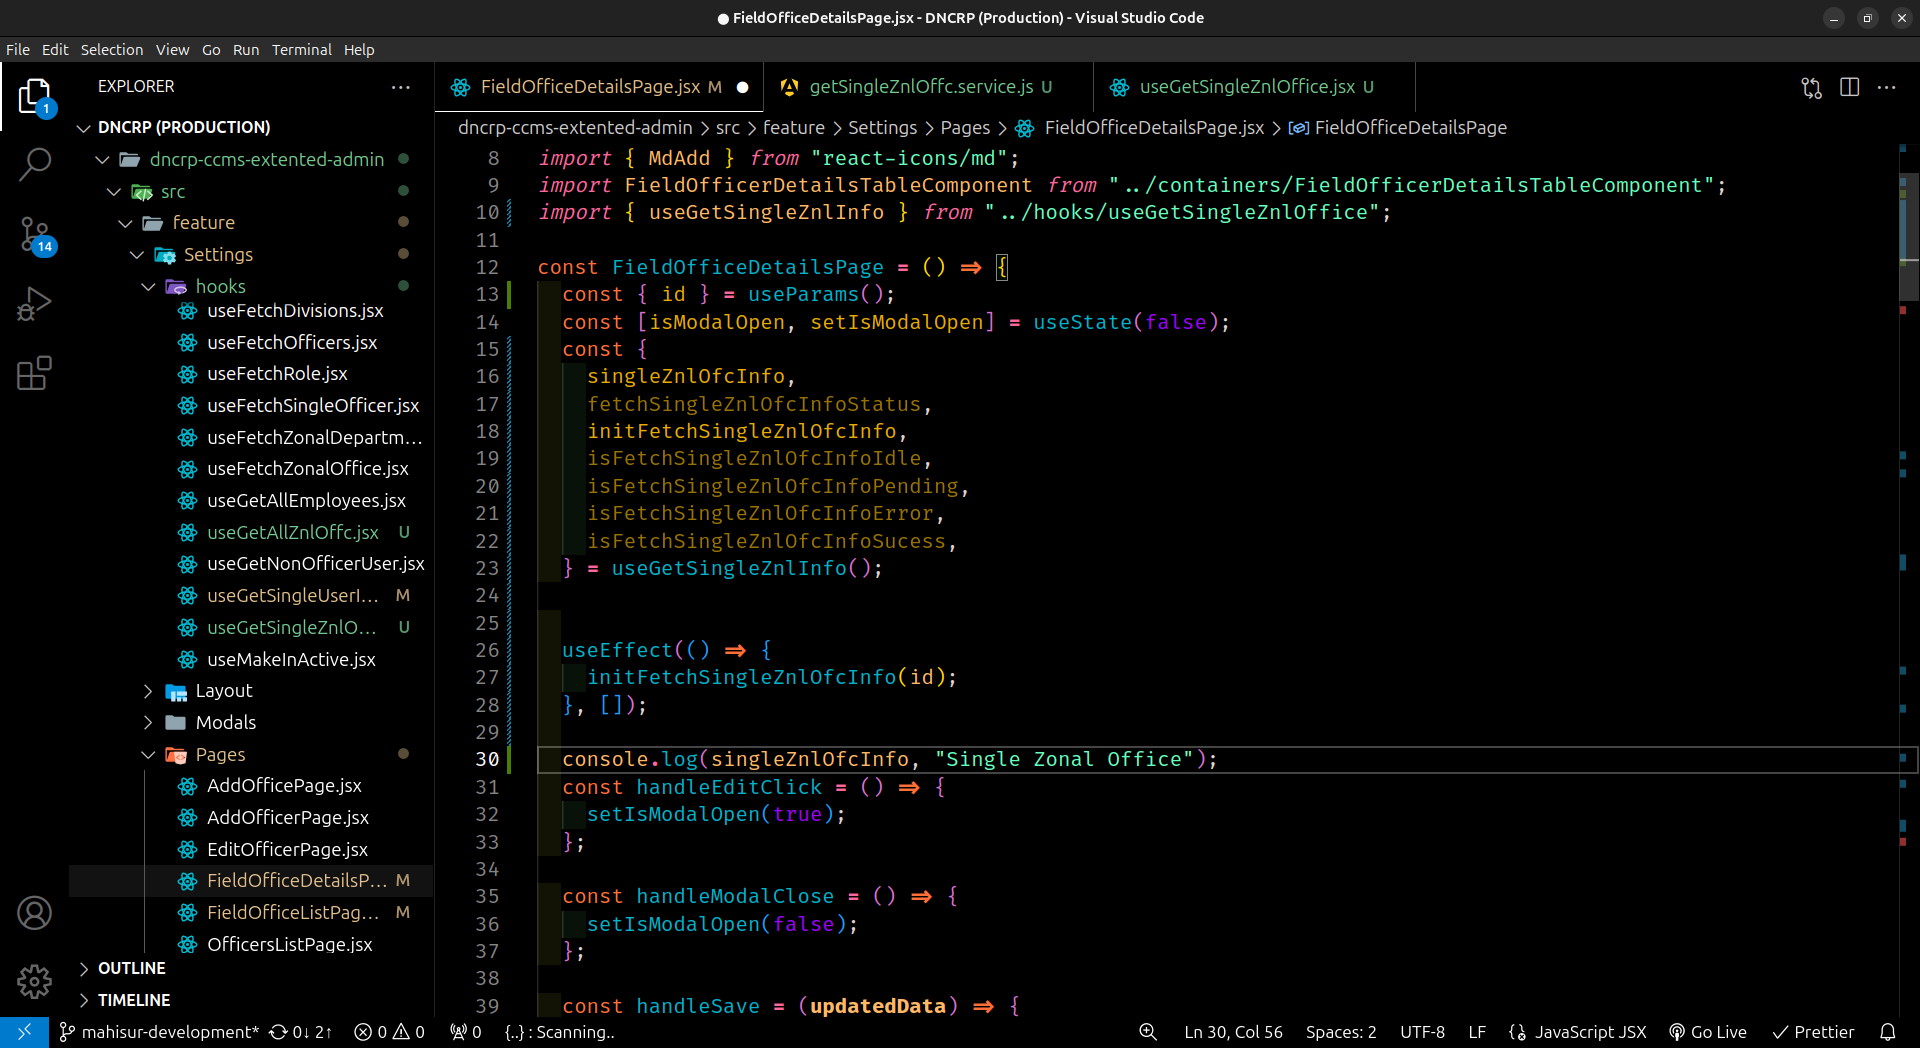 FieldOfficeDetailsPage.jsx - DNCRP (Production) - Visual Studio Code
File Edit Selection View Go Run Terminal Help
EXPLORER
DNCRP (PRODUCTION)
dncrp-ccms-extented-admin
src
feature
Settings
hooks
useFetchDivisions.jsx
useFetchOfficers.jsx
useFetchRole.jsx
useFetchSingleOfficer.jsx
useFetchZonalDepartm...
useFetchZonalOffice.jsx
useGetAllEmployees.jsx
useGetAllZnlOffc.jsx U
useGetNonOfficerUser.jsx
useGetSingleUserI... M
useGetSingleZnlO... U
useMakeInActive.jsx
Layout
Modals
Pages
AddOfficePage.jsx
AddOfficerPage.jsx
EditOfficerPage.jsx
FieldOfficeDetailsP... M
FieldOfficeListPag... M
OfficersListPage.jsx
OUTLINE
TIMELINE
1
14
FieldOfficeDetailsPage.jsx M
getSingleZnlOffc.service.js U
useGetSingleZnlOffice.jsx U
dncrp-ccms-extented-admin > src > feature > Settings > Pages > FieldOfficeDetailsPage.jsx > FieldOfficeDetailsPage
8 import { MdAdd } from "react-icons/md";
9 import FieldOfficerDetailsTableComponent from "../containers/FieldOfficerDetailsTableComponent";
10 import { useGetSingleZnlInfo } from "../hooks/useGetSingleZnlOffice";
11
12 const FieldOfficeDetailsPage = () => {
13 const { id } = useParams();
14 const [isModalOpen, setIsModalOpen] = useState(false);
15 const {
16 singleZnlOfcInfo,
17 fetchSingleZnlOfcInfoStatus,
18 initFetchSingleZnlOfcInfo,
19 isFetchSingleZnlOfcInfoIdle,
20 isFetchSingleZnlOfcInfoPending,
21 isFetchSingleZnlOfcInfoError,
22 isFetchSingleZnlOfcInfoSucess,
23 } = useGetSingleZnlInfo();
24
25
26 useEffect(() => {
27 initFetchSingleZnlOfcInfo(id);
28 }, []);
29
30 console.log(singleZnlOfcInfo, "Single Zonal Office");
31 const handleEditClick = () => {
32 setIsModalOpen(true);
33 };
34
35 const handleModalClose = () => {
36 setIsModalOpen(false);
37 };
38
39 const handleSave = (updatedData) => {
mahisur-development* 0↓ 2↑ 0 0 0 {..} : Scanning.. Ln 30, Col 56 Spaces: 2 UTF-8 LF JavaScript JSX Go Live Prettier